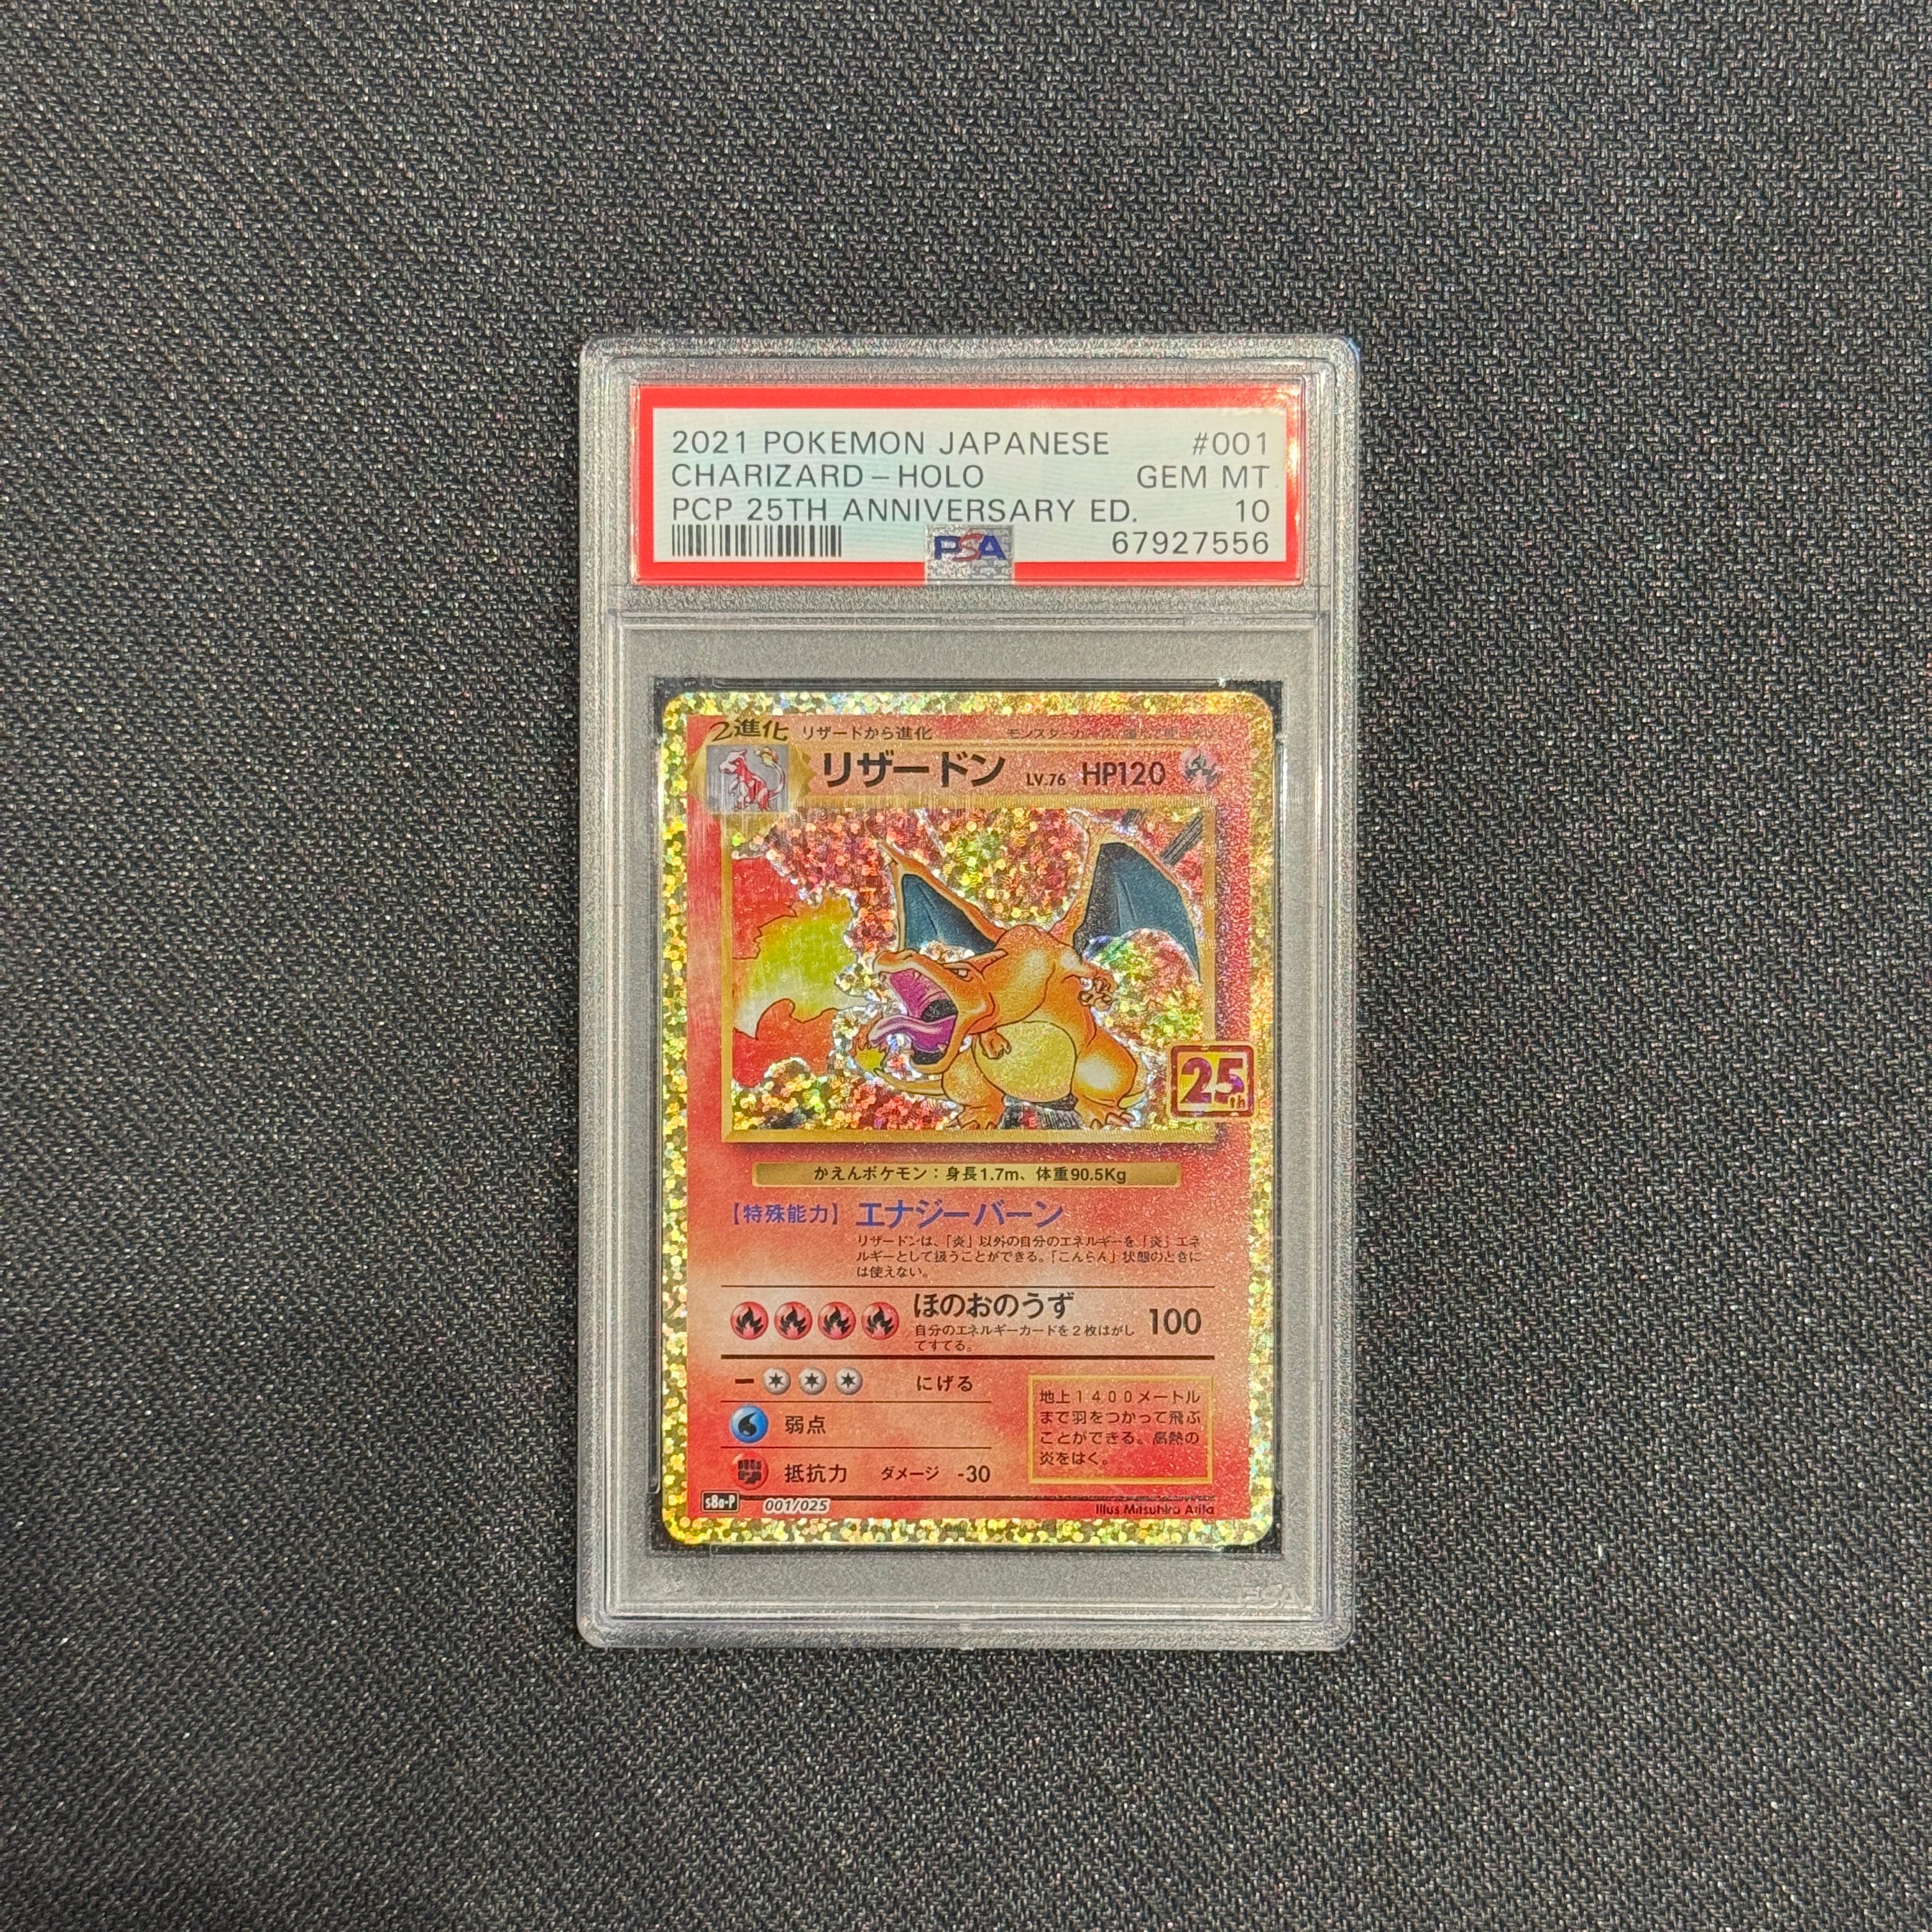 2021 POKEMON JAPANESE #001
CHARIZARD-HOLO GEM MT
PCP 25TH ANNIVERSARY ED. 10
PSA 67927556
2進化 リザードから進化
リザードン LV.76 HP120
25th
かえんポケモン:身長1.7m、体重90.5Kg
【特殊能力】エナジーバーン
リザードンは、「炎」以外の自分のエネルギーを「炎」エネ
ルギーとして扱うことができる。「こんらん」状態のときに
は使えない。
ほのおのうず 100
自分のエネルギーカードを2枚はがし
てすてる。
にげる
弱点
抵抗力 ダメージ -30
地上1400メートル
まで羽をつかって飛ぶ
ことができる。高熱の
炎をはく。
s8a-P 001/025
Illus. Mitsuhiro Arita
PSA